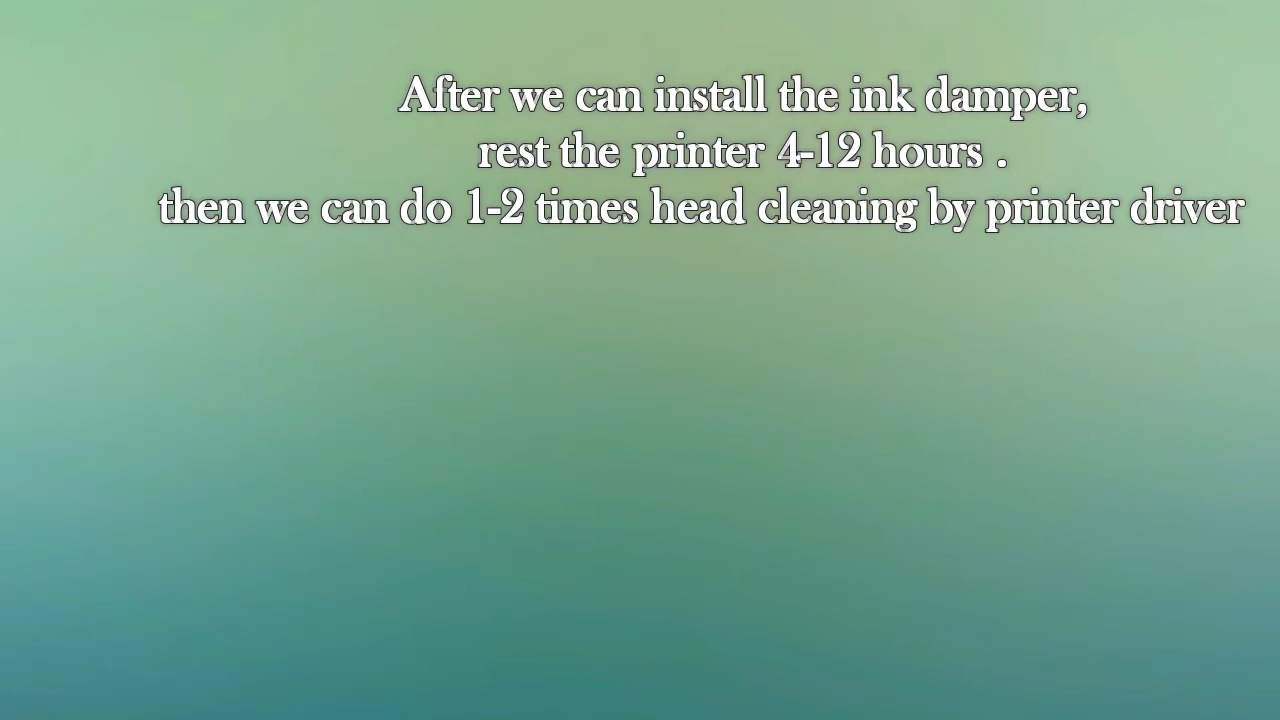 After we can install the ink damper,
rest the printer 4-12 hours .
then we can do 1-2 times head cleaning by printer driver